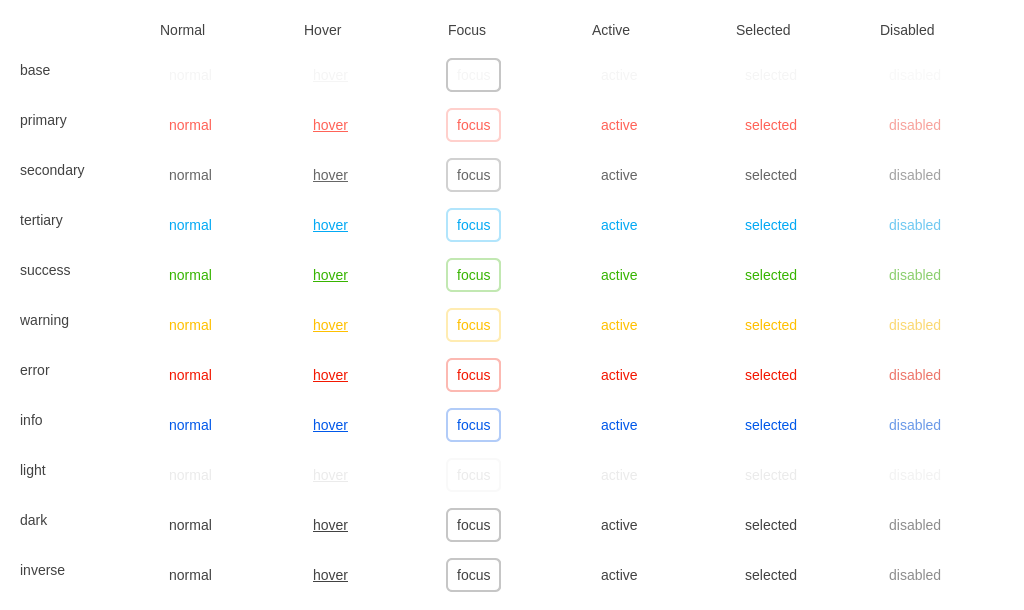 Normal Hover Focus Active Selected Disabled
base normal hover focus active selected disabled
primary normal hover focus active selected disabled
secondary normal hover focus active selected disabled
tertiary normal hover focus active selected disabled
success normal hover focus active selected disabled
warning normal hover focus active selected disabled
error normal hover focus active selected disabled
info normal hover focus active selected disabled
light normal hover focus active selected disabled
dark normal hover focus active selected disabled
inverse normal hover focus active selected disabled